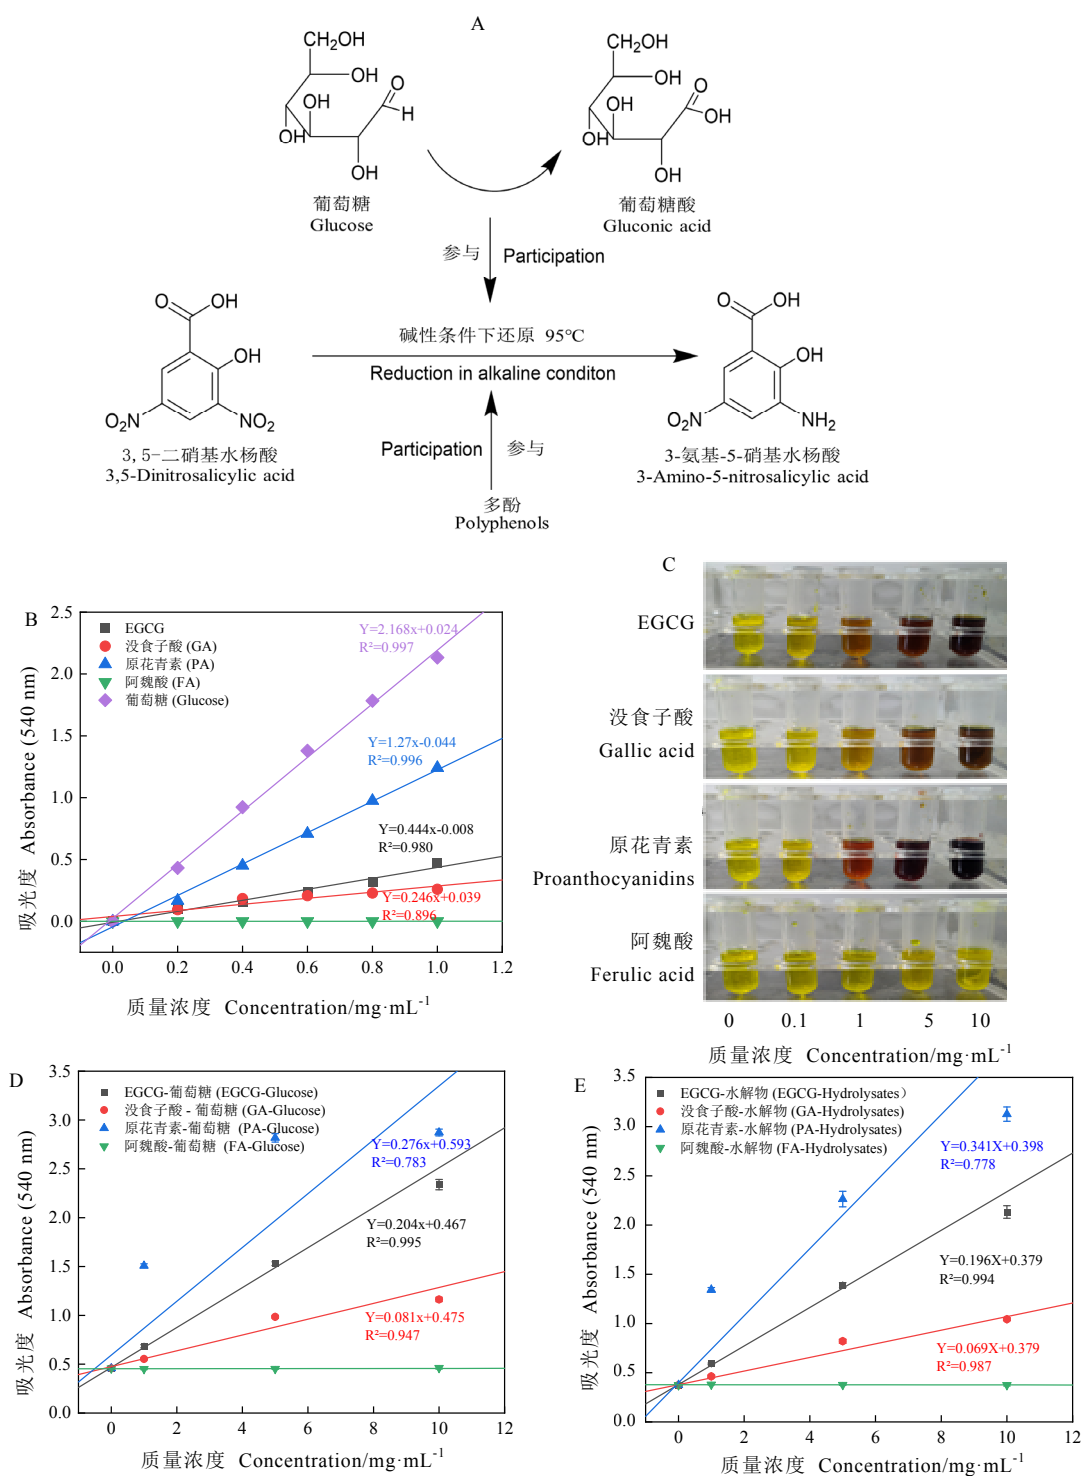 A
CH₂OH
OH
O
OH
H
OH
OH
葡萄糖
Glucose
CH₂OH
OH
O
OH
OH
OH
OH
葡萄糖酸
Gluconic acid
参与 Participation
O
OH
OH
O₂N
NO₂
3,5-二硝基水杨酸
3,5-Dinitrosalicylic acid
碱性条件下还原 95℃
Reduction in alkaline conditon
Participation 参与
多酚
Polyphenols
O
OH
OH
O₂N
NH₂
3-氨基-5-硝基水杨酸
3-Amino-5-nitrosalicylic acid
B
吸光度 Absorbance (540 nm)
2.5
2.0
1.5
1.0
0.5
0.0
EGCG
没食子酸 (GA)
原花青素 (PA)
阿魏酸 (FA)
葡萄糖 (Glucose)
Y=2.168x+0.024
R²=0.997
Y=1.27x-0.044
R²=0.996
Y=0.444x-0.008
R²=0.980
Y=0.246x+0.039
R²=0.896
0.0 0.2 0.4 0.6 0.8 1.0 1.2
质量浓度 Concentration/mg·mL⁻¹
C
EGCG
没食子酸
Gallic acid
原花青素
Proanthocyanidins
阿魏酸
Ferulic acid
0 0.1 1 5 10
质量浓度 Concentration/mg·mL⁻¹
D
吸光度 Absorbance (540 nm)
3.5
3.0
2.5
2.0
1.5
1.0
0.5
0.0
EGCG-葡萄糖 (EGCG-Glucose)
没食子酸 - 葡萄糖 (GA-Glucose)
原花青素-葡萄糖 (PA-Glucose)
阿魏酸-葡萄糖 (FA-Glucose)
Y=0.276x+0.593
R²=0.783
Y=0.204x+0.467
R²=0.995
Y=0.081x+0.475
R²=0.947
0 2 4 6 8 10 12
质量浓度 Concentration/mg·mL⁻¹
E
吸光度 Absorbance (540 nm)
3.5
3.0
2.5
2.0
1.5
1.0
0.5
0.0
EGCG-水解物 (EGCG-Hydrolysates）
没食子酸-水解物 (GA-Hydrolysates)
原花青素-水解物 (PA-Hydrolysates)
阿魏酸-水解物 (FA-Hydrolysates)
Y=0.341X+0.398
R²=0.778
Y=0.196X+0.379
R²=0.994
Y=0.069X+0.379
R²=0.987
0 2 4 6 8 10 12
质量浓度 Concentration/mg·mL⁻¹